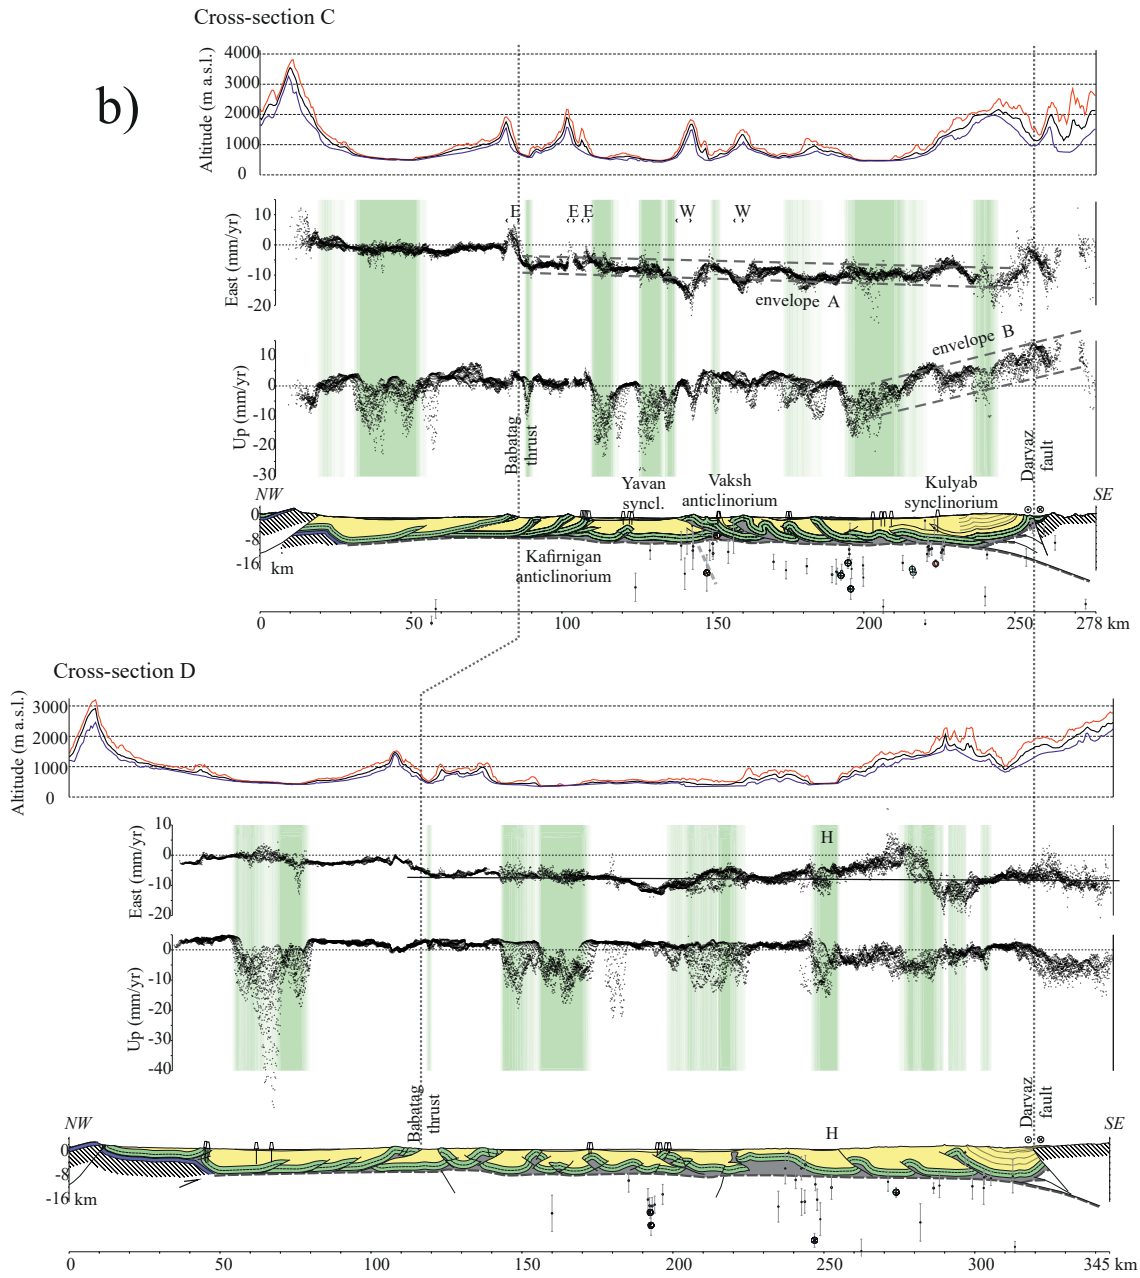 Cross-section C
b)
Altitude (m a.s.l.)
4000
3000
2000
1000
0
East (mm/yr)
10
0
-10
-20
E
E E
W
W
envelope A
Up (mm/yr)
10
0
-10
-20
-30
envelope B
Babatag
thrust
Darvaz
fault
NW
SE
Yavan
syncl.
Vaksh
anticlinorium
Kulyab
synclinorium
0
-8
-16
km
Kafirnigan
anticlinorium
0
50
100
150
200
250
278 km
Cross-section D
Altitude (m a.s.l.)
3000
2000
1000
0
East (mm/yr)
10
0
-10
-20
H
Up (mm/yr)
0
-10
-20
-30
-40
Babatag
thrust
Darvaz
fault
NW
SE
H
0
-8
-16 km
0
50
100
150
200
250
300
345 km